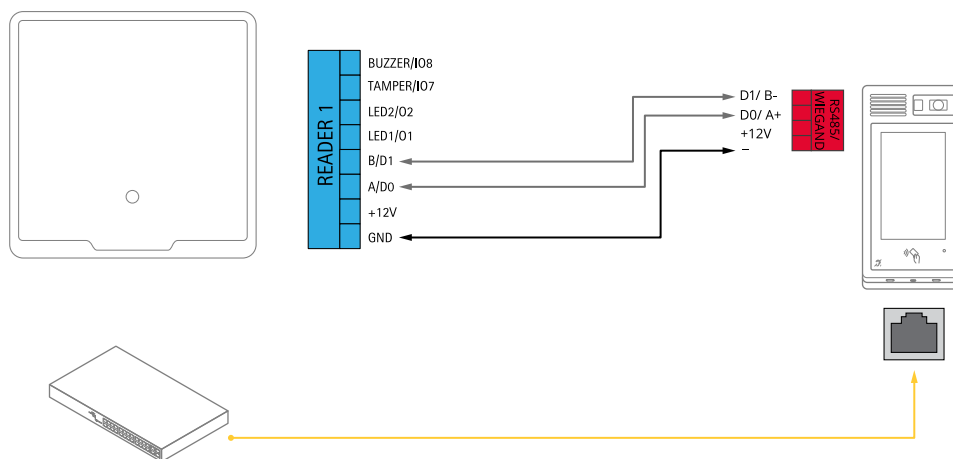 BUZZER/IO8
TAMPER/IO7
LED2/O2
LED1/O1
B/D1
A/D0
+12V
GND
READER 1
D1/ B-
D0/ A+
+12V
–
RS485/
WIEGAND